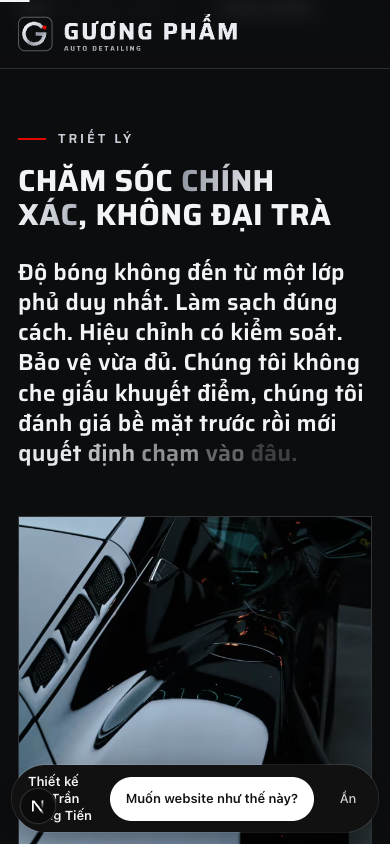 GƯƠNG PHẨM
AUTO DETAILING
TRIẾT LÝ
CHĂM SÓC CHÍNH
XÁC, KHÔNG ĐẠI TRÀ
Độ bóng không đến từ một lớp
phủ duy nhất. Làm sạch đúng
cách. Hiệu chỉnh có kiểm soát.
Bảo vệ vừa đủ. Chúng tôi không
che giấu khuyết điểm, chúng tôi
đánh giá bề mặt trước rồi mới
quyết định chạm vào đâu.
Thiết kế
Trần
Tiến
Muốn website như thế này?
Ẩn
N